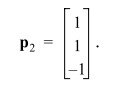 p₂ = [1
1
−1].